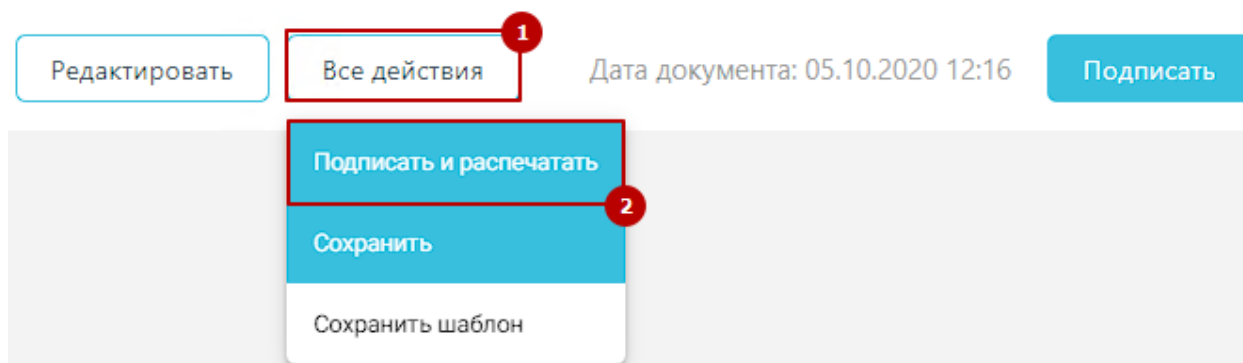 1
Редактировать Все действия Дата документа: 05.10.2020 12:16 Подписать
Подписать и распечатать
2
Сохранить
Сохранить шаблон